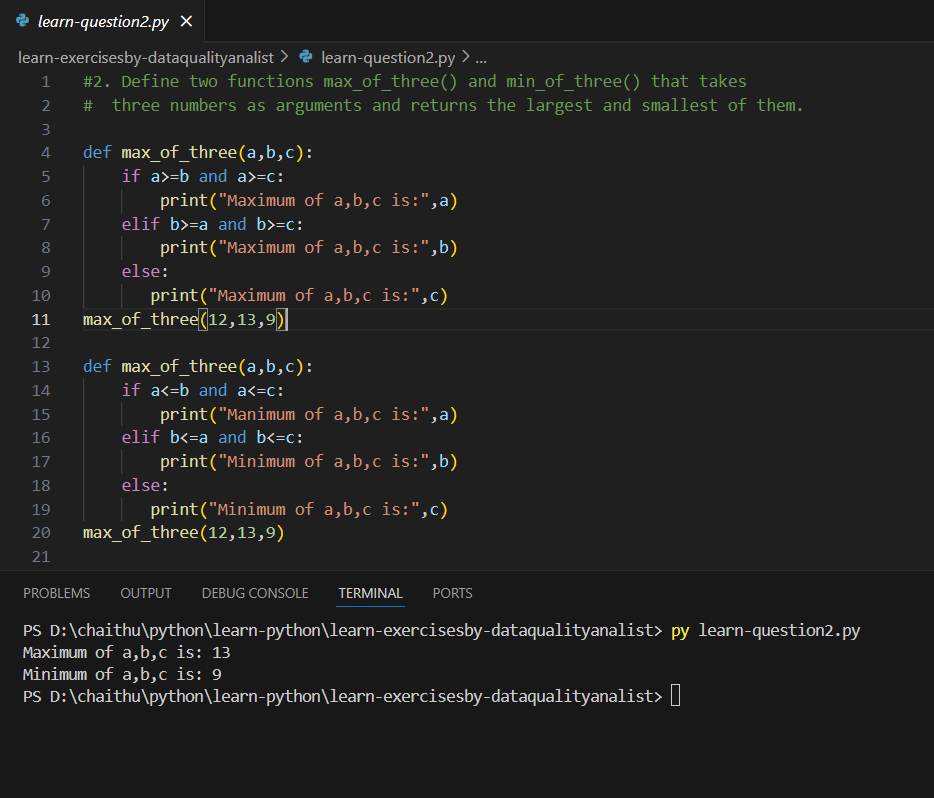 learn-question2.py ×
learn-exercisesby-dataqualityanalist > learn-question2.py > ...
1 #2. Define two functions max_of_three() and min_of_three() that takes
2 #  three numbers as arguments and returns the largest and smallest of them.
3
4 def max_of_three(a,b,c):
5     if a>=b and a>=c:
6         print("Maximum of a,b,c is:",a)
7     elif b>=a and b>=c:
8         print("Maximum of a,b,c is:",b)
9     else:
10        print("Maximum of a,b,c is:",c)
11 max_of_three(12,13,9)
12
13 def max_of_three(a,b,c):
14     if a<=b and a<=c:
15         print("Manimum of a,b,c is:",a)
16     elif b<=a and b<=c:
17         print("Minimum of a,b,c is:",b)
18     else:
19        print("Minimum of a,b,c is:",c)
20 max_of_three(12,13,9)
21
PROBLEMS OUTPUT DEBUG CONSOLE TERMINAL PORTS
PS D:\chaithu\python\learn-python\learn-exercisesby-dataqualityanalist> py learn-question2.py
Maximum of a,b,c is: 13
Minimum of a,b,c is: 9
PS D:\chaithu\python\learn-python\learn-exercisesby-dataqualityanalist>